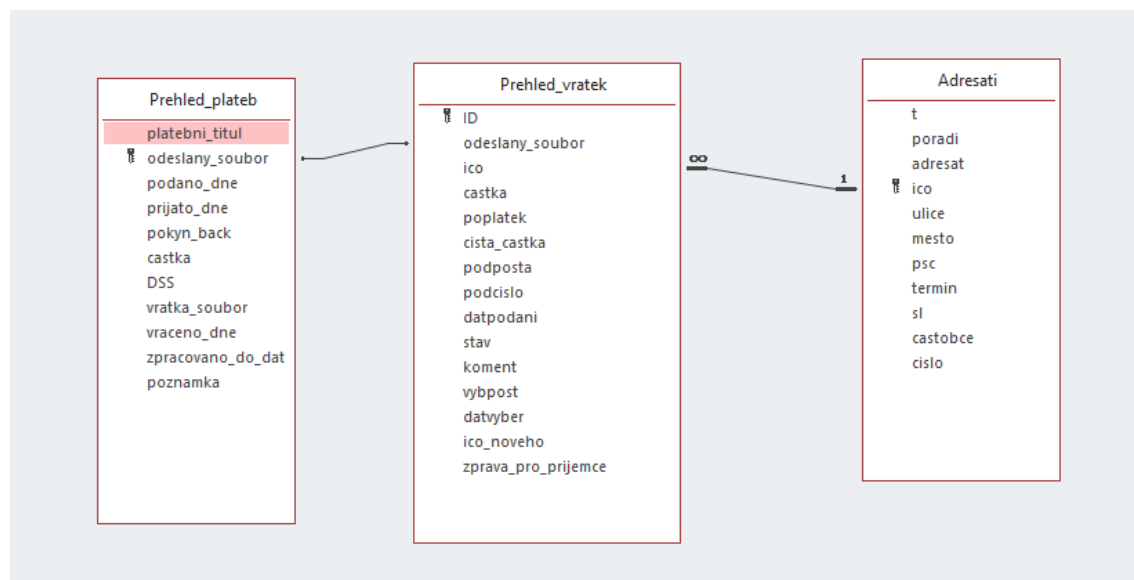 Prehled_plateb
platebni_titul
odeslany_soubor
podano_dne
prijato_dne
pokyn_back
castka
DSS
vratka_soubor
vraceno_dne
zpracovano_do_dat
poznamka
Prehled_vratek
ID
odeslany_soubor
ico
castka
poplatek
cista_castka
podposta
podcislo
datpodani
stav
koment
vybpost
datvyber
ico_noveho
zprava_pro_prijemce
∞
1
Adresati
t
poradi
adresat
ico
ulice
mesto
psc
termin
sl
castobce
cislo